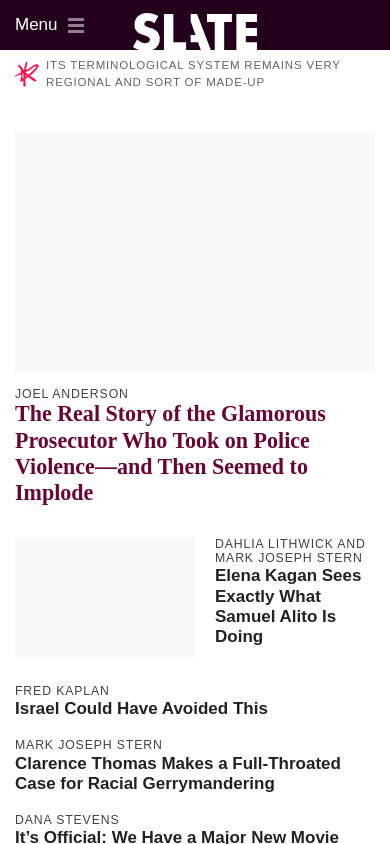 Menu
SLATE
ITS TERMINOLOGICAL SYSTEM REMAINS VERY
REGIONAL AND SORT OF MADE-UP
JOEL ANDERSON
The Real Story of the Glamorous
Prosecutor Who Took on Police
Violence—and Then Seemed to
Implode
DAHLIA LITHWICK AND
MARK JOSEPH STERN
Elena Kagan Sees
Exactly What
Samuel Alito Is
Doing
FRED KAPLAN
Israel Could Have Avoided This
MARK JOSEPH STERN
Clarence Thomas Makes a Full-Throated
Case for Racial Gerrymandering
DANA STEVENS
It’s Official: We Have a Major New Movie